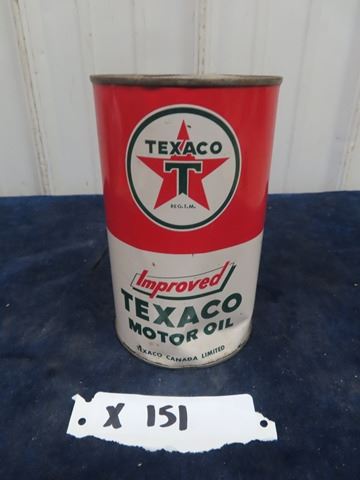 TEXACO
T
REG.T.M.
Improved
TEXACO
MOTOR OIL
TEXACO CANADA LIMITED
X 151